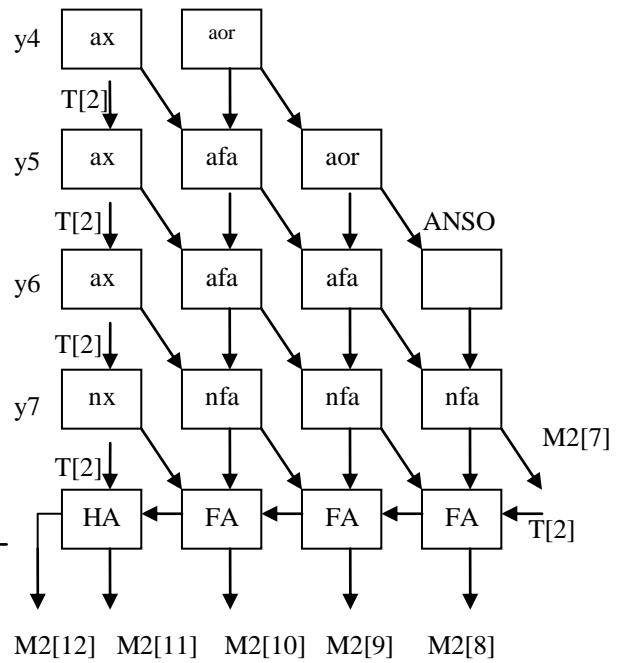 y4 ax aor
T[2]
y5 ax afa aor
T[2] ANSO
y6 ax afa afa
T[2]
y7 nx nfa nfa nfa
M2[7]
T[2]
HA FA FA FA
T[2]
M2[12] M2[11] M2[10] M2[9] M2[8]